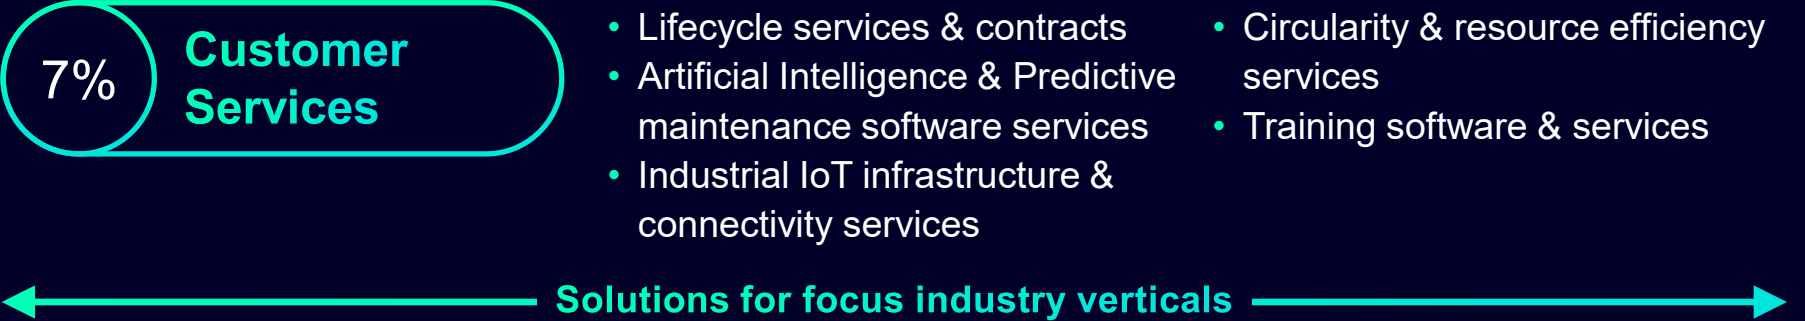 7%
Customer
Services
• Lifecycle services & contracts
• Artificial Intelligence & Predictive
maintenance software services
• Industrial IoT infrastructure &
connectivity services
• Circularity & resource efficiency
services
• Training software & services
Solutions for focus industry verticals